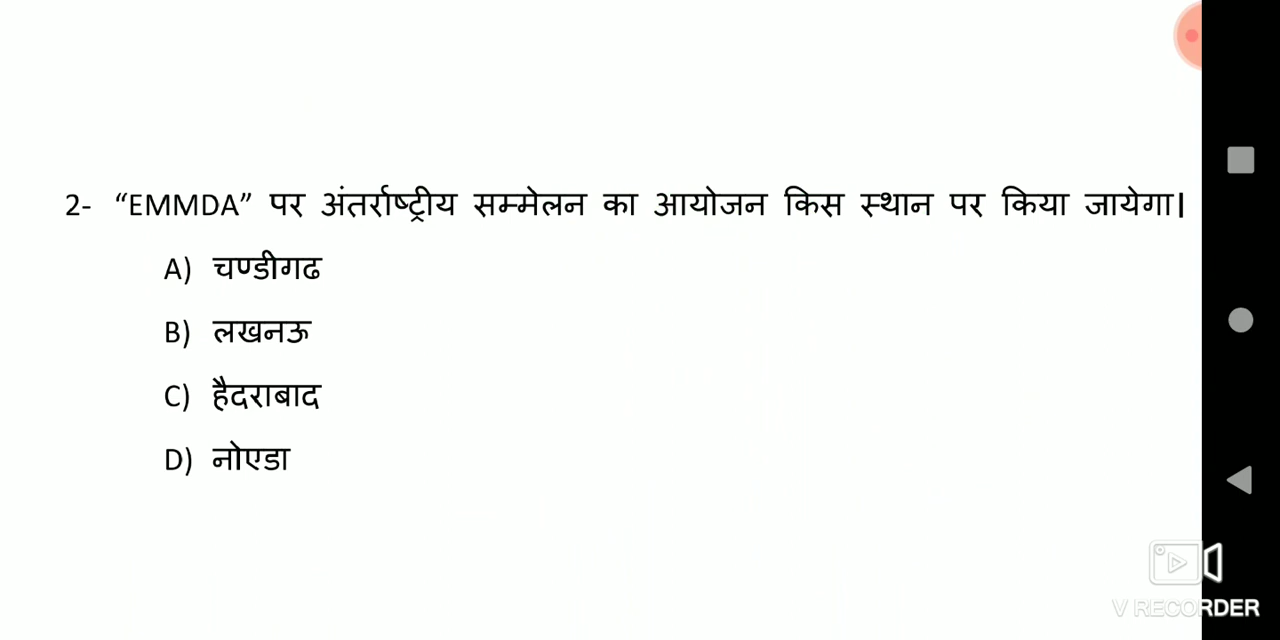 2- “EMMDA” पर अंतर्राष्ट्रीय सम्मेलन का आयोजन किस स्थान पर किया जायेगा।
A) चण्डीगढ
B) लखनऊ
C) हैदराबाद
D) नोएडा
V RECORDER